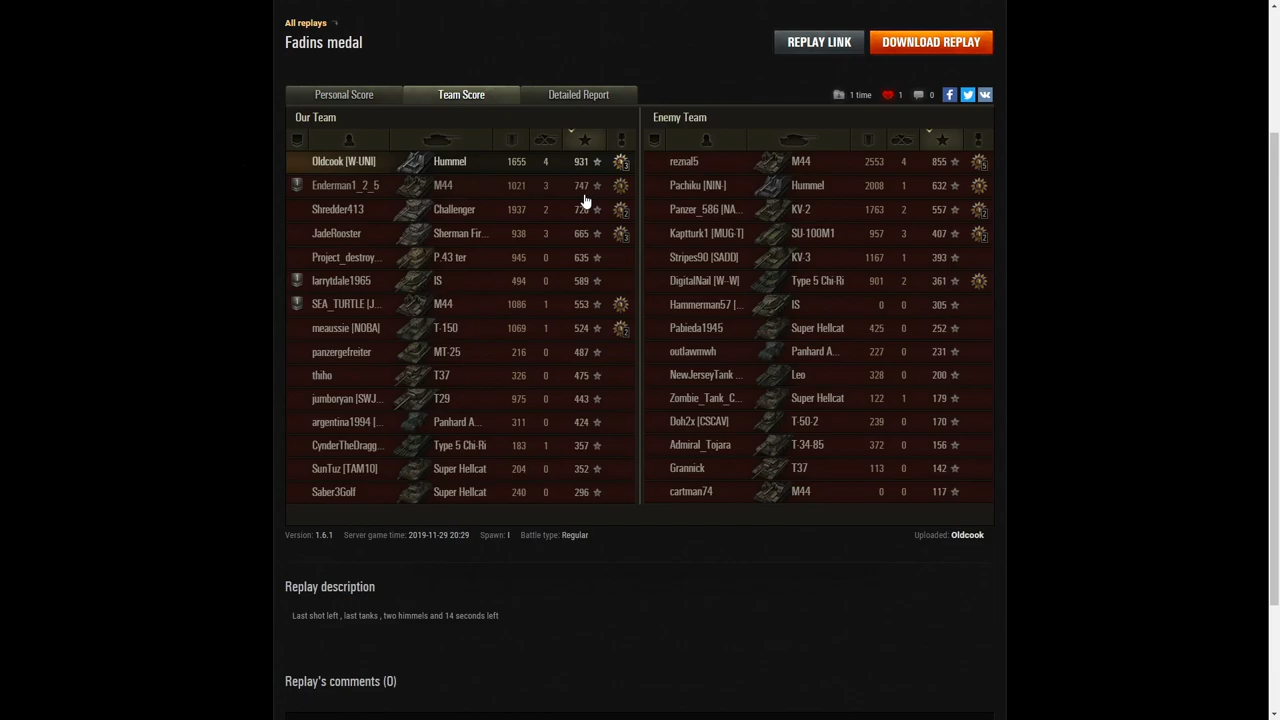 All replays
Fadins medal
REPLAY LINK
DOWNLOAD REPLAY
Personal Score
Team Score
Detailed Report
1 time
1
0
Our Team
Oldcook [W-UNI] Hummel 1655 4 931 3
Enderman1_2_5 M44 1021 3 747
Shredder413 Challenger 1937 2 2
JadeRooster Sherman Fir... 938 3 665 3
Project_destroy... P.43 ter 945 0 635
larrytdale1965 IS 494 0 589
SEA_TURTLE [J... M44 1086 1 553
meaussie [NOBA] T-150 1069 1 524 2
panzergefreiter MT-25 216 0 487
thiho T37 326 0 475
jumboryan [SWJ... T29 975 0 443
argentina1994 [... Panhard A... 311 0 424
CynderTheDragg... Type 5 Chi-Ri 183 1 357
SunTuz [TAM10] Super Hellcat 204 0 352
Saber3Golf Super Hellcat 240 0 296
Enemy Team
reznal5 M44 2553 4 855 5
Pachiku [NIN-] Hummel 2008 1 632
Panzer_586 [NA... KV-2 1763 2 557 2
Kaptturk1 [MUG-T] SU-100M1 957 3 407 2
Stripes90 [SADD] KV-3 1167 1 393
DigitalNail [W--W] Type 5 Chi-Ri 901 2 361
Hammerman57 [... IS 0 0 305
Pabieda1945 Super Hellcat 425 0 252
outlawmwh Panhard A... 227 0 231
NewJerseyTank ... Leo 328 0 200
Zombie_Tank_C... Super Hellcat 122 1 179
Doh2x [CSCAV] T-50-2 239 0 170
Admiral_Tojara T-34-85 372 0 156
Grannick T37 113 0 142
cartman74 M44 0 0 117
Version: 1.6.1 Server game time: 2019-11-29 20:29 Spawn: I Battle type: Regular
Uploaded: Oldcook
Replay description
Last shot left , last tanks , two himmels and 14 seconds left
Replay's comments (0)